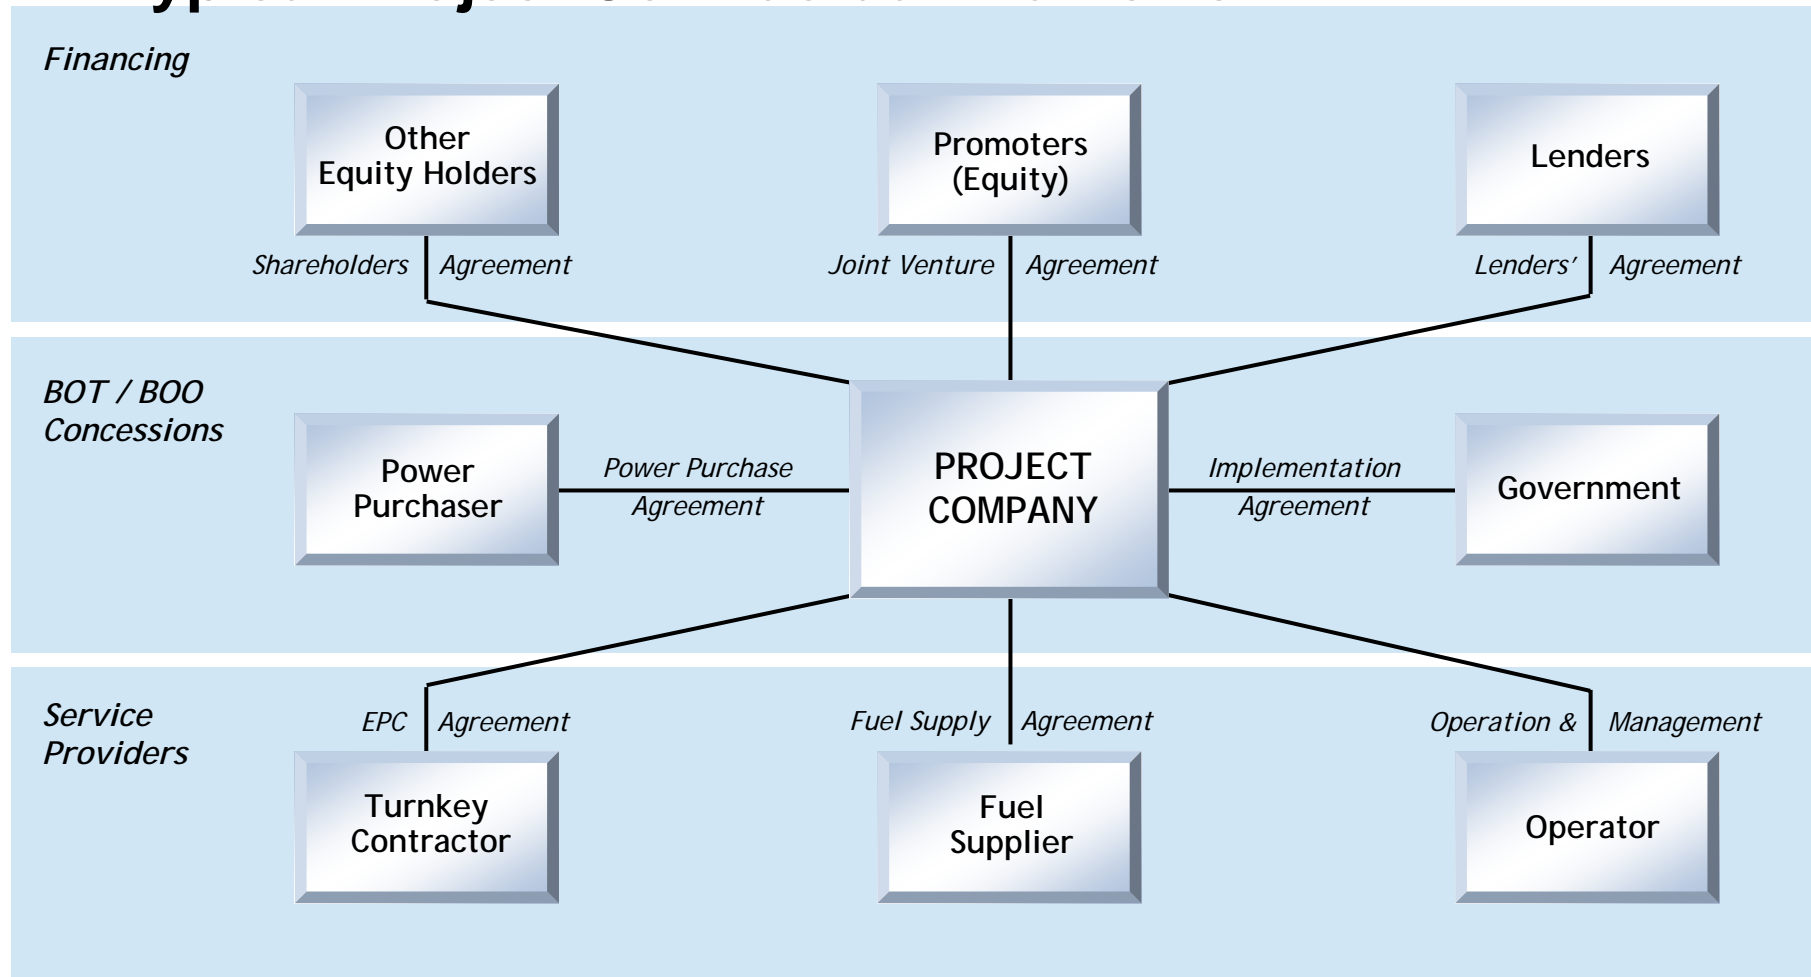 Financing
Other
Equity Holders
Promoters
(Equity)
Lenders
Shareholders Agreement
Joint Venture Agreement
Lenders' Agreement
BOT / BOO
Concessions
Power
Purchaser
Power Purchase
Agreement
PROJECT
COMPANY
Implementation
Agreement
Government
Service
Providers
EPC Agreement
Fuel Supply Agreement
Operation & Management
Turnkey
Contractor
Fuel
Supplier
Operator